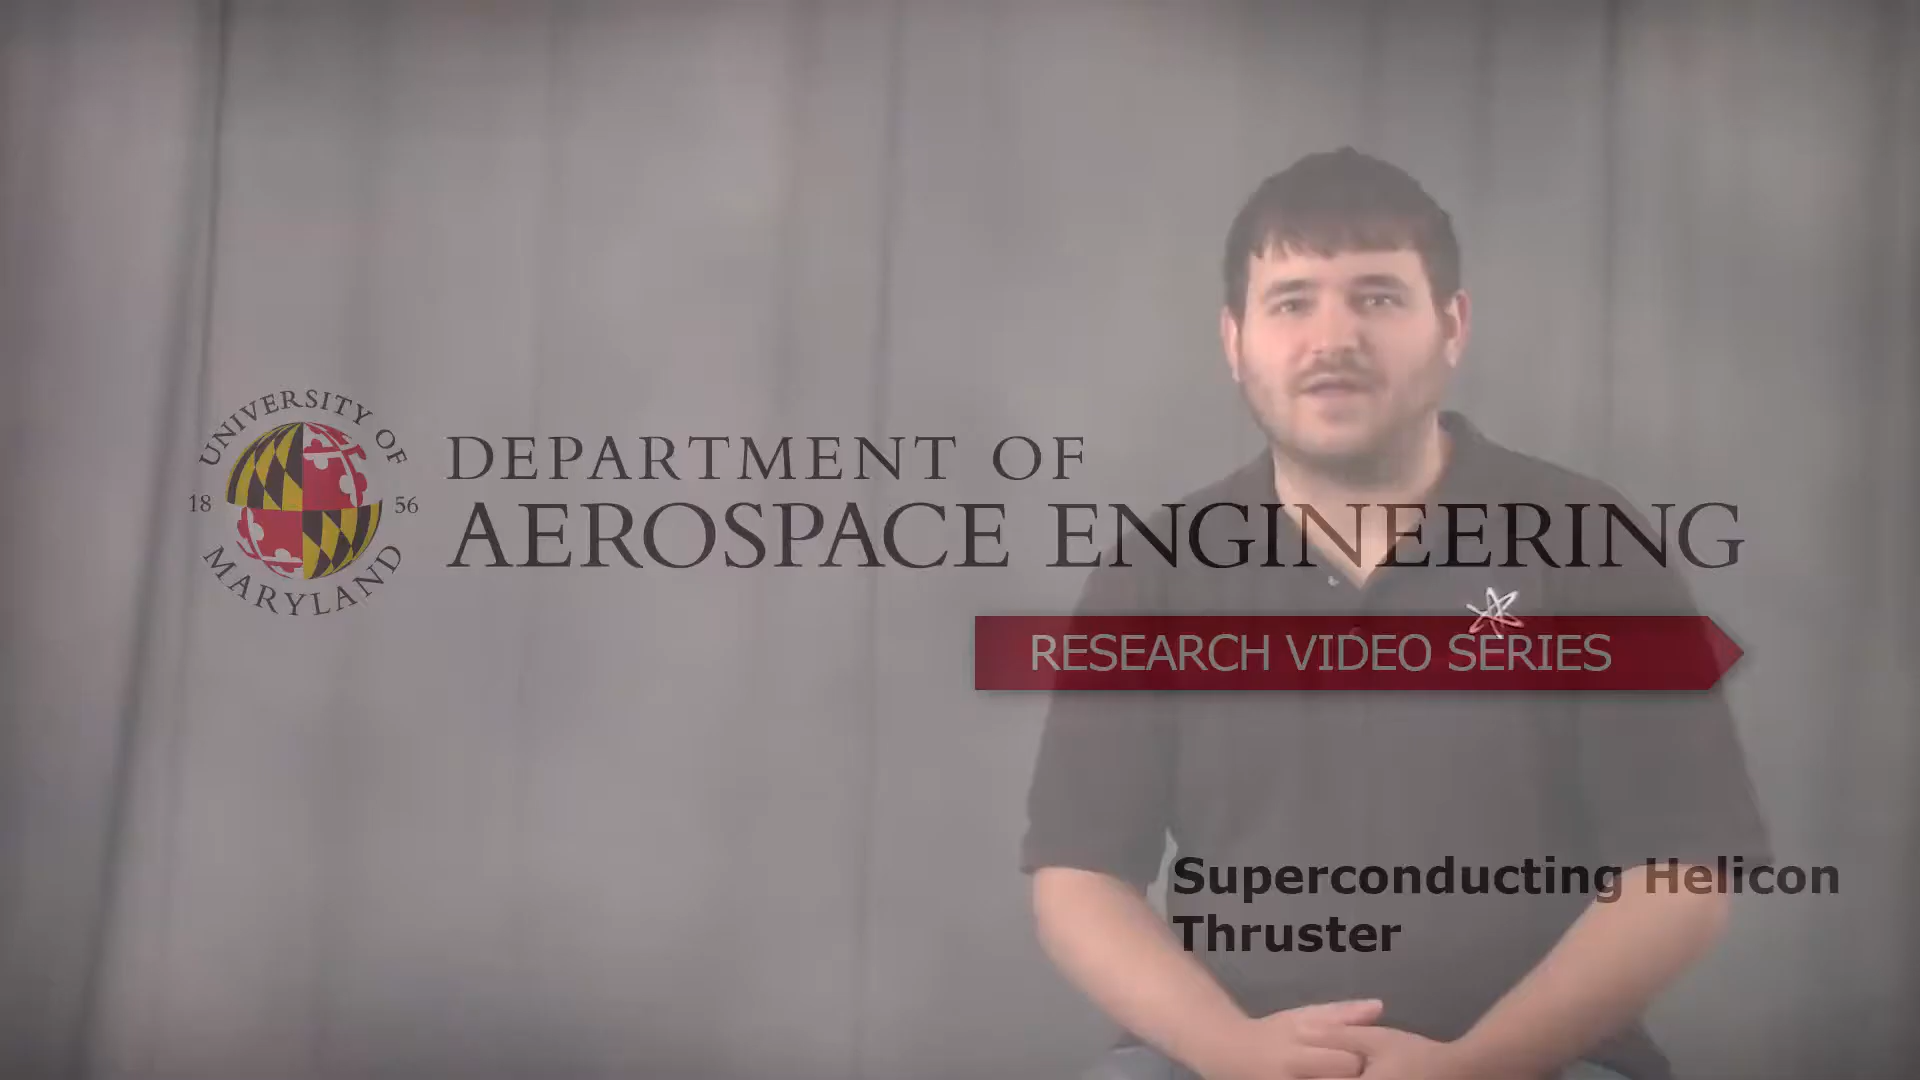 UNIVERSITY OF
18 56
MARYLAND
DEPARTMENT OF
AEROSPACE ENGINEERING
RESEARCH VIDEO SERIES
Superconducting Helicon
Thruster